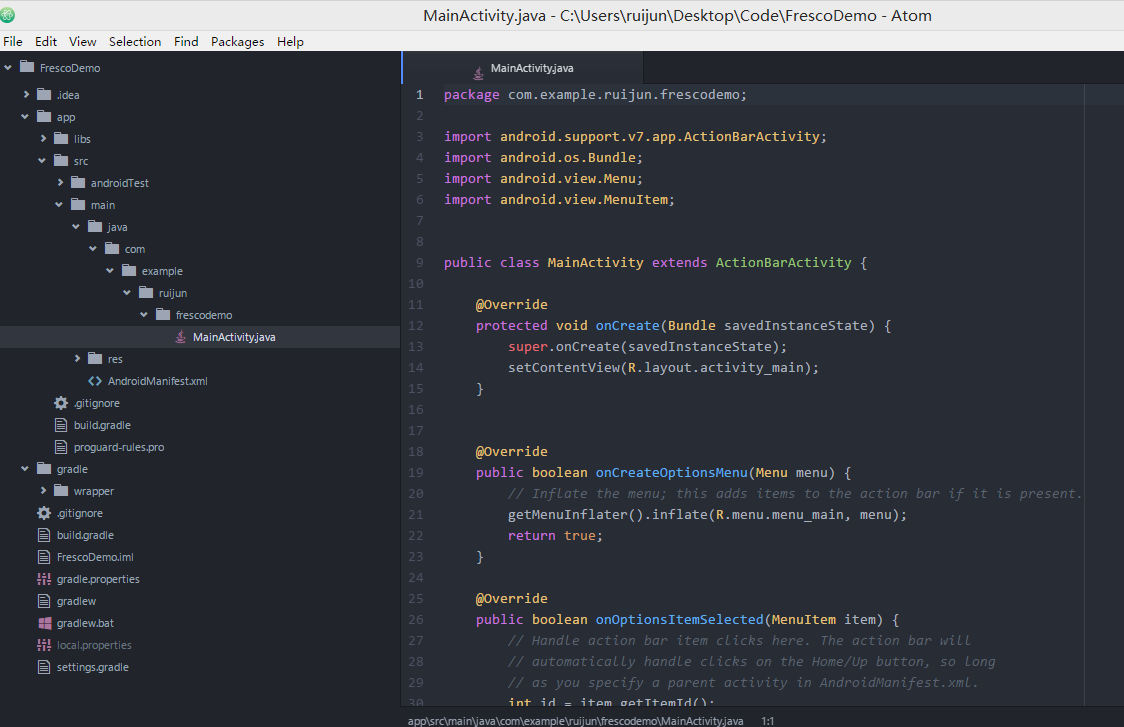 MainActivity.java - C:\Users\ruijun\Desktop\Code\FrescoDemo - Atom
File Edit View Selection Find Packages Help
FrescoDemo
.idea
app
libs
src
androidTest
main
java
com
example
ruijun
frescodemo
MainActivity.java
res
AndroidManifest.xml
.gitignore
build.gradle
proguard-rules.pro
gradle
wrapper
.gitignore
build.gradle
FrescoDemo.iml
gradle.properties
gradlew
gradlew.bat
local.properties
settings.gradle
MainActivity.java
1 package com.example.ruijun.frescodemo;
2
3 import android.support.v7.app.ActionBarActivity;
4 import android.os.Bundle;
5 import android.view.Menu;
6 import android.view.MenuItem;
7
8
9 public class MainActivity extends ActionBarActivity {
10
11 @Override
12 protected void onCreate(Bundle savedInstanceState) {
13 super.onCreate(savedInstanceState);
14 setContentView(R.layout.activity_main);
15 }
16
17
18 @Override
19 public boolean onCreateOptionsMenu(Menu menu) {
20 // Inflate the menu; this adds items to the action bar if it is present.
21 getMenuInflater().inflate(R.menu.menu_main, menu);
22 return true;
23 }
24
25 @Override
26 public boolean onOptionsItemSelected(MenuItem item) {
27 // Handle action bar item clicks here. The action bar will
28 // automatically handle clicks on the Home/Up button, so long
29 // as you specify a parent activity in AndroidManifest.xml.
30 int id = item.getItemId();
app\src\main\java\com\example\ruijun\frescodemo\MainActivity.java 1:1